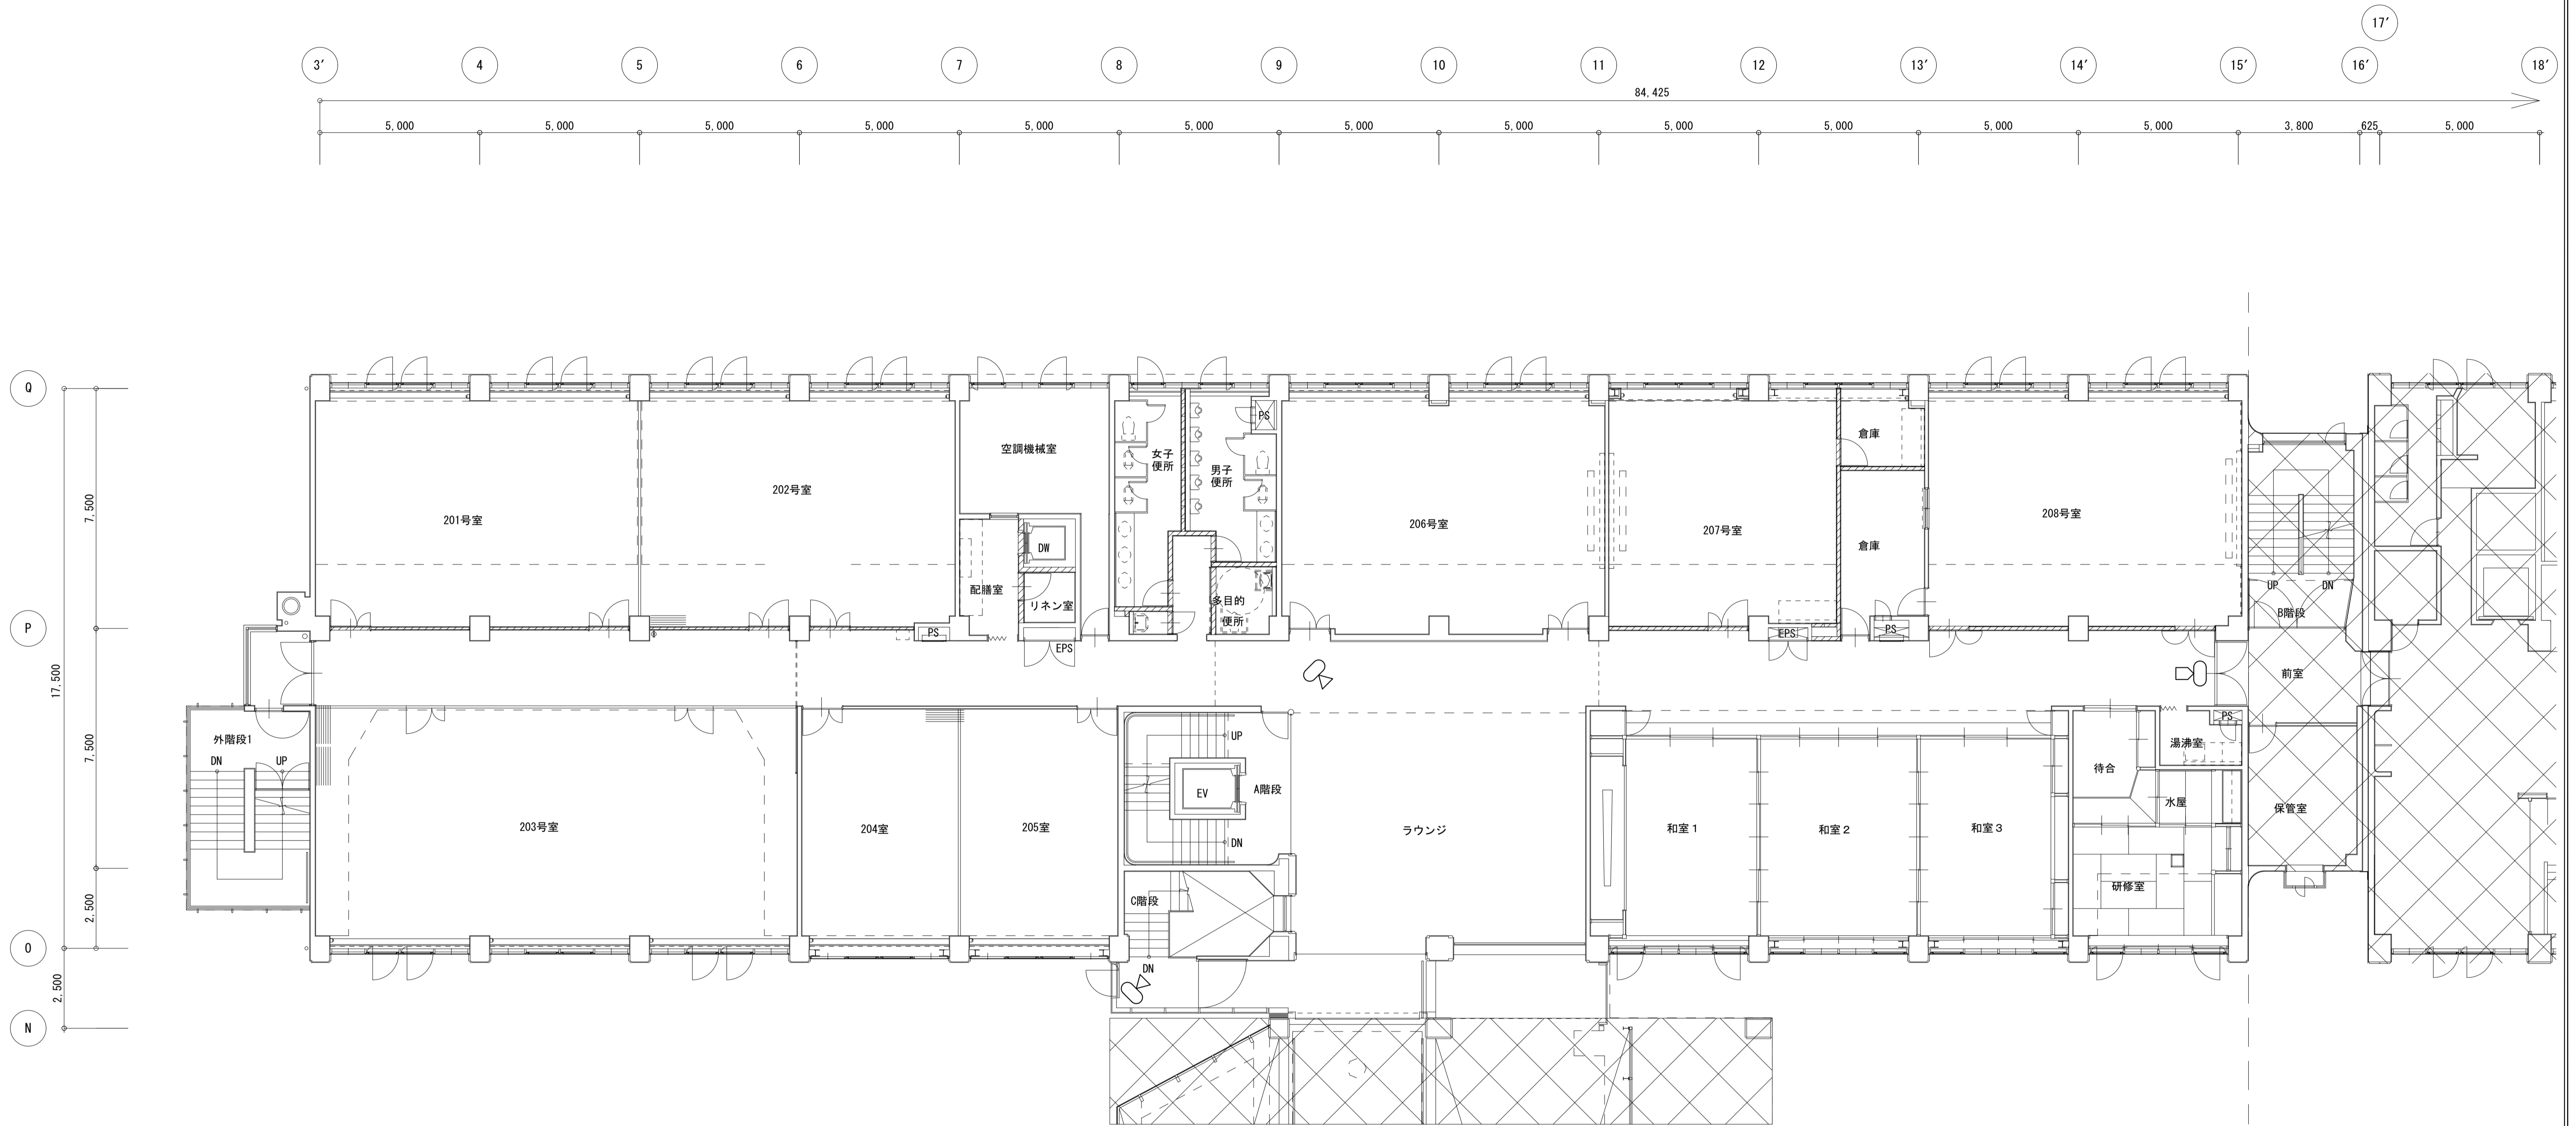 17′
3′
4
5
6
7
8
9
10
11
12
13′
14′
15′
16′
18′
84,425
5,000
5,000
5,000
5,000
5,000
5,000
5,000
5,000
5,000
5,000
5,000
5,000
3,800
625
5,000
Q
P
O
N
7,500
17,500
7,500
2,500
2,500
201号室
202号室
空調機械室
DW
配膳室
リネン室
PS
EPS
女子
便所
男子
便所
PS
多目的
便所
206号室
207号室
倉庫
倉庫
EPS
PS
208号室
UP
DN
B階段
前室
外階段1
DN
UP
203号室
204室
205室
UP
EV
A階段
DN
C階段
DN
ラウンジ
和室1
和室2
和室3
待合
湯沸室
PS
水屋
研修室
保管室